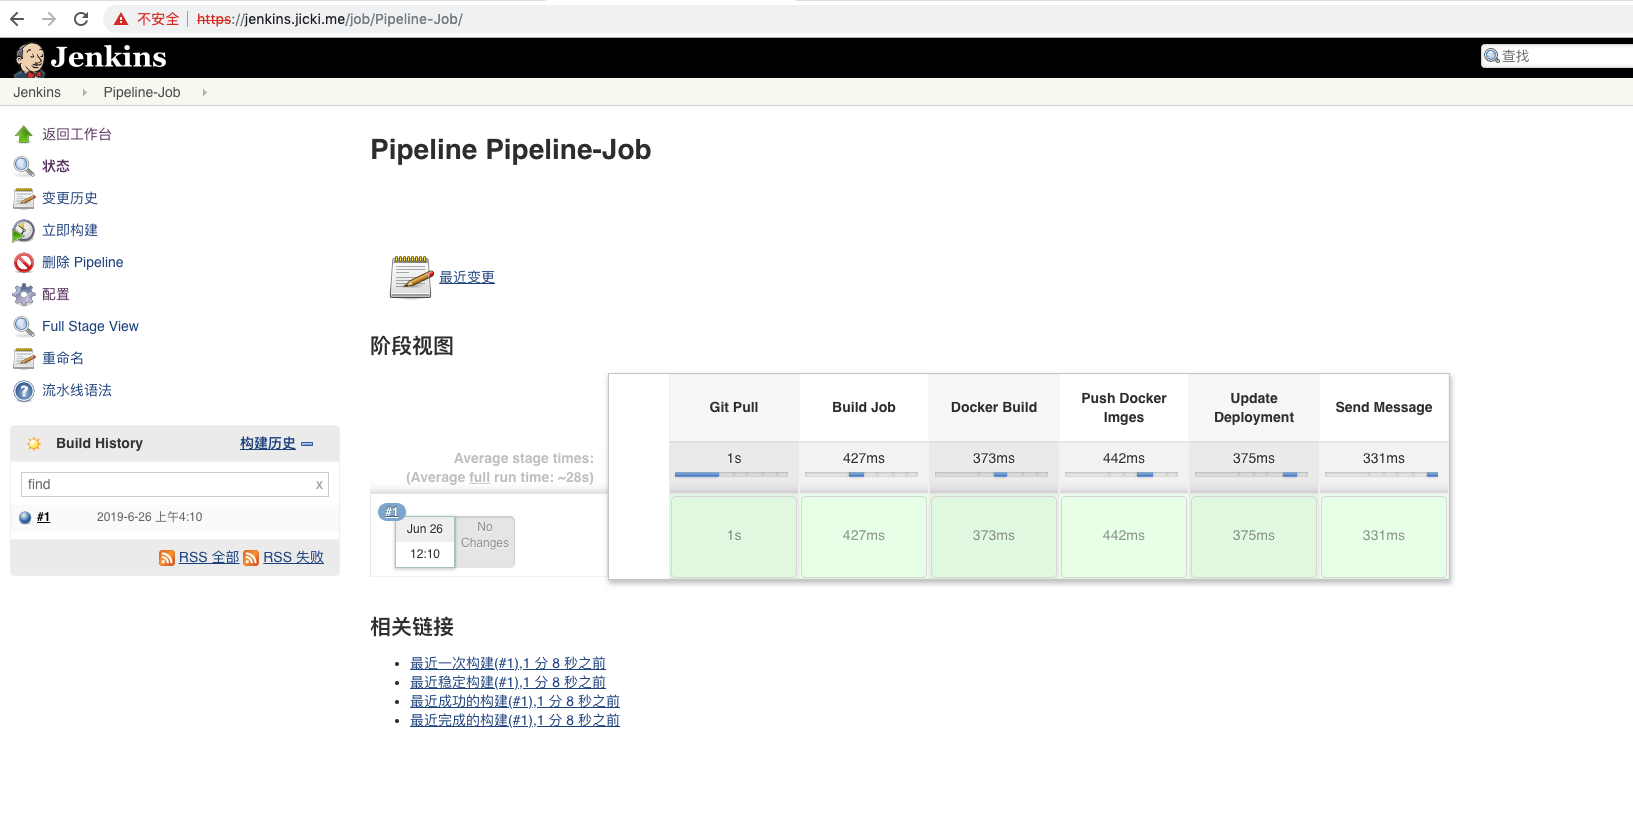 不安全 https://jenkins.jicki.me/job/Pipeline-Job/
Jenkins
查找
Jenkins Pipeline-Job
返回工作台
状态
变更历史
立即构建
删除 Pipeline
配置
Full Stage View
重命名
流水线语法
Build History 构建历史
find x
#1 2019-6-26 上午4:10
RSS 全部 RSS 失败
Pipeline Pipeline-Job
最近变更
阶段视图
Git Pull Build Job Docker Build Push Docker Imges Update Deployment Send Message
Average stage times:
(Average full run time: ~28s)
1s 427ms 373ms 442ms 375ms 331ms
#1
Jun 26
12:10
No
Changes
1s 427ms 373ms 442ms 375ms 331ms
相关链接
最近一次构建(#1),1 分 8 秒之前
最近稳定构建(#1),1 分 8 秒之前
最近成功的构建(#1),1 分 8 秒之前
最近完成的构建(#1),1 分 8 秒之前